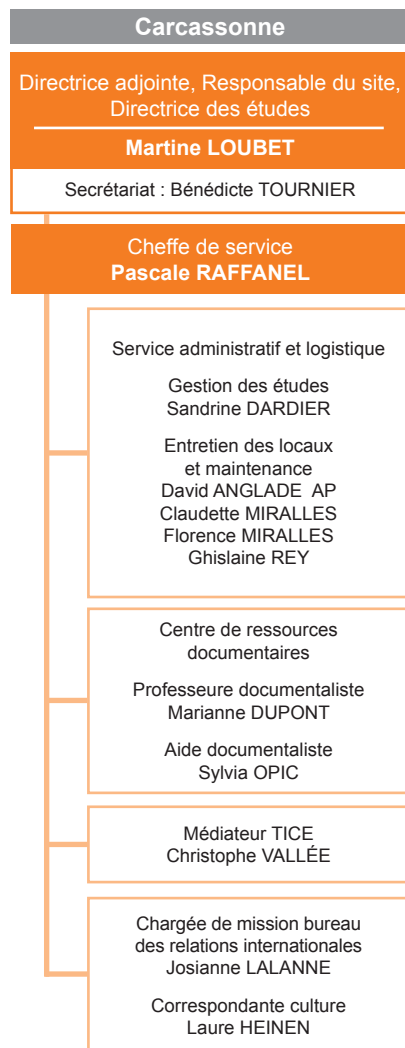 Carcassonne
Directrice adjointe, Responsable du site,
Directrice des études
Martine LOUBET
Secrétariat : Bénédicte TOURNIER
Cheffe de service
Pascale RAFFANEL
Service administratif et logistique
Gestion des études
Sandrine DARDIER
Entretien des locaux
et maintenance
David ANGLADE AP
Claudette MIRALLES
Florence MIRALLES
Ghislaine REY
Centre de ressources
documentaires
Professeure documentaliste
Marianne DUPONT
Aide documentaliste
Sylvia OPIC
Médiateur TICE
Christophe VALLÉE
Chargée de mission bureau
des relations internationales
Josianne LALANNE
Correspondante culture
Laure HEINEN